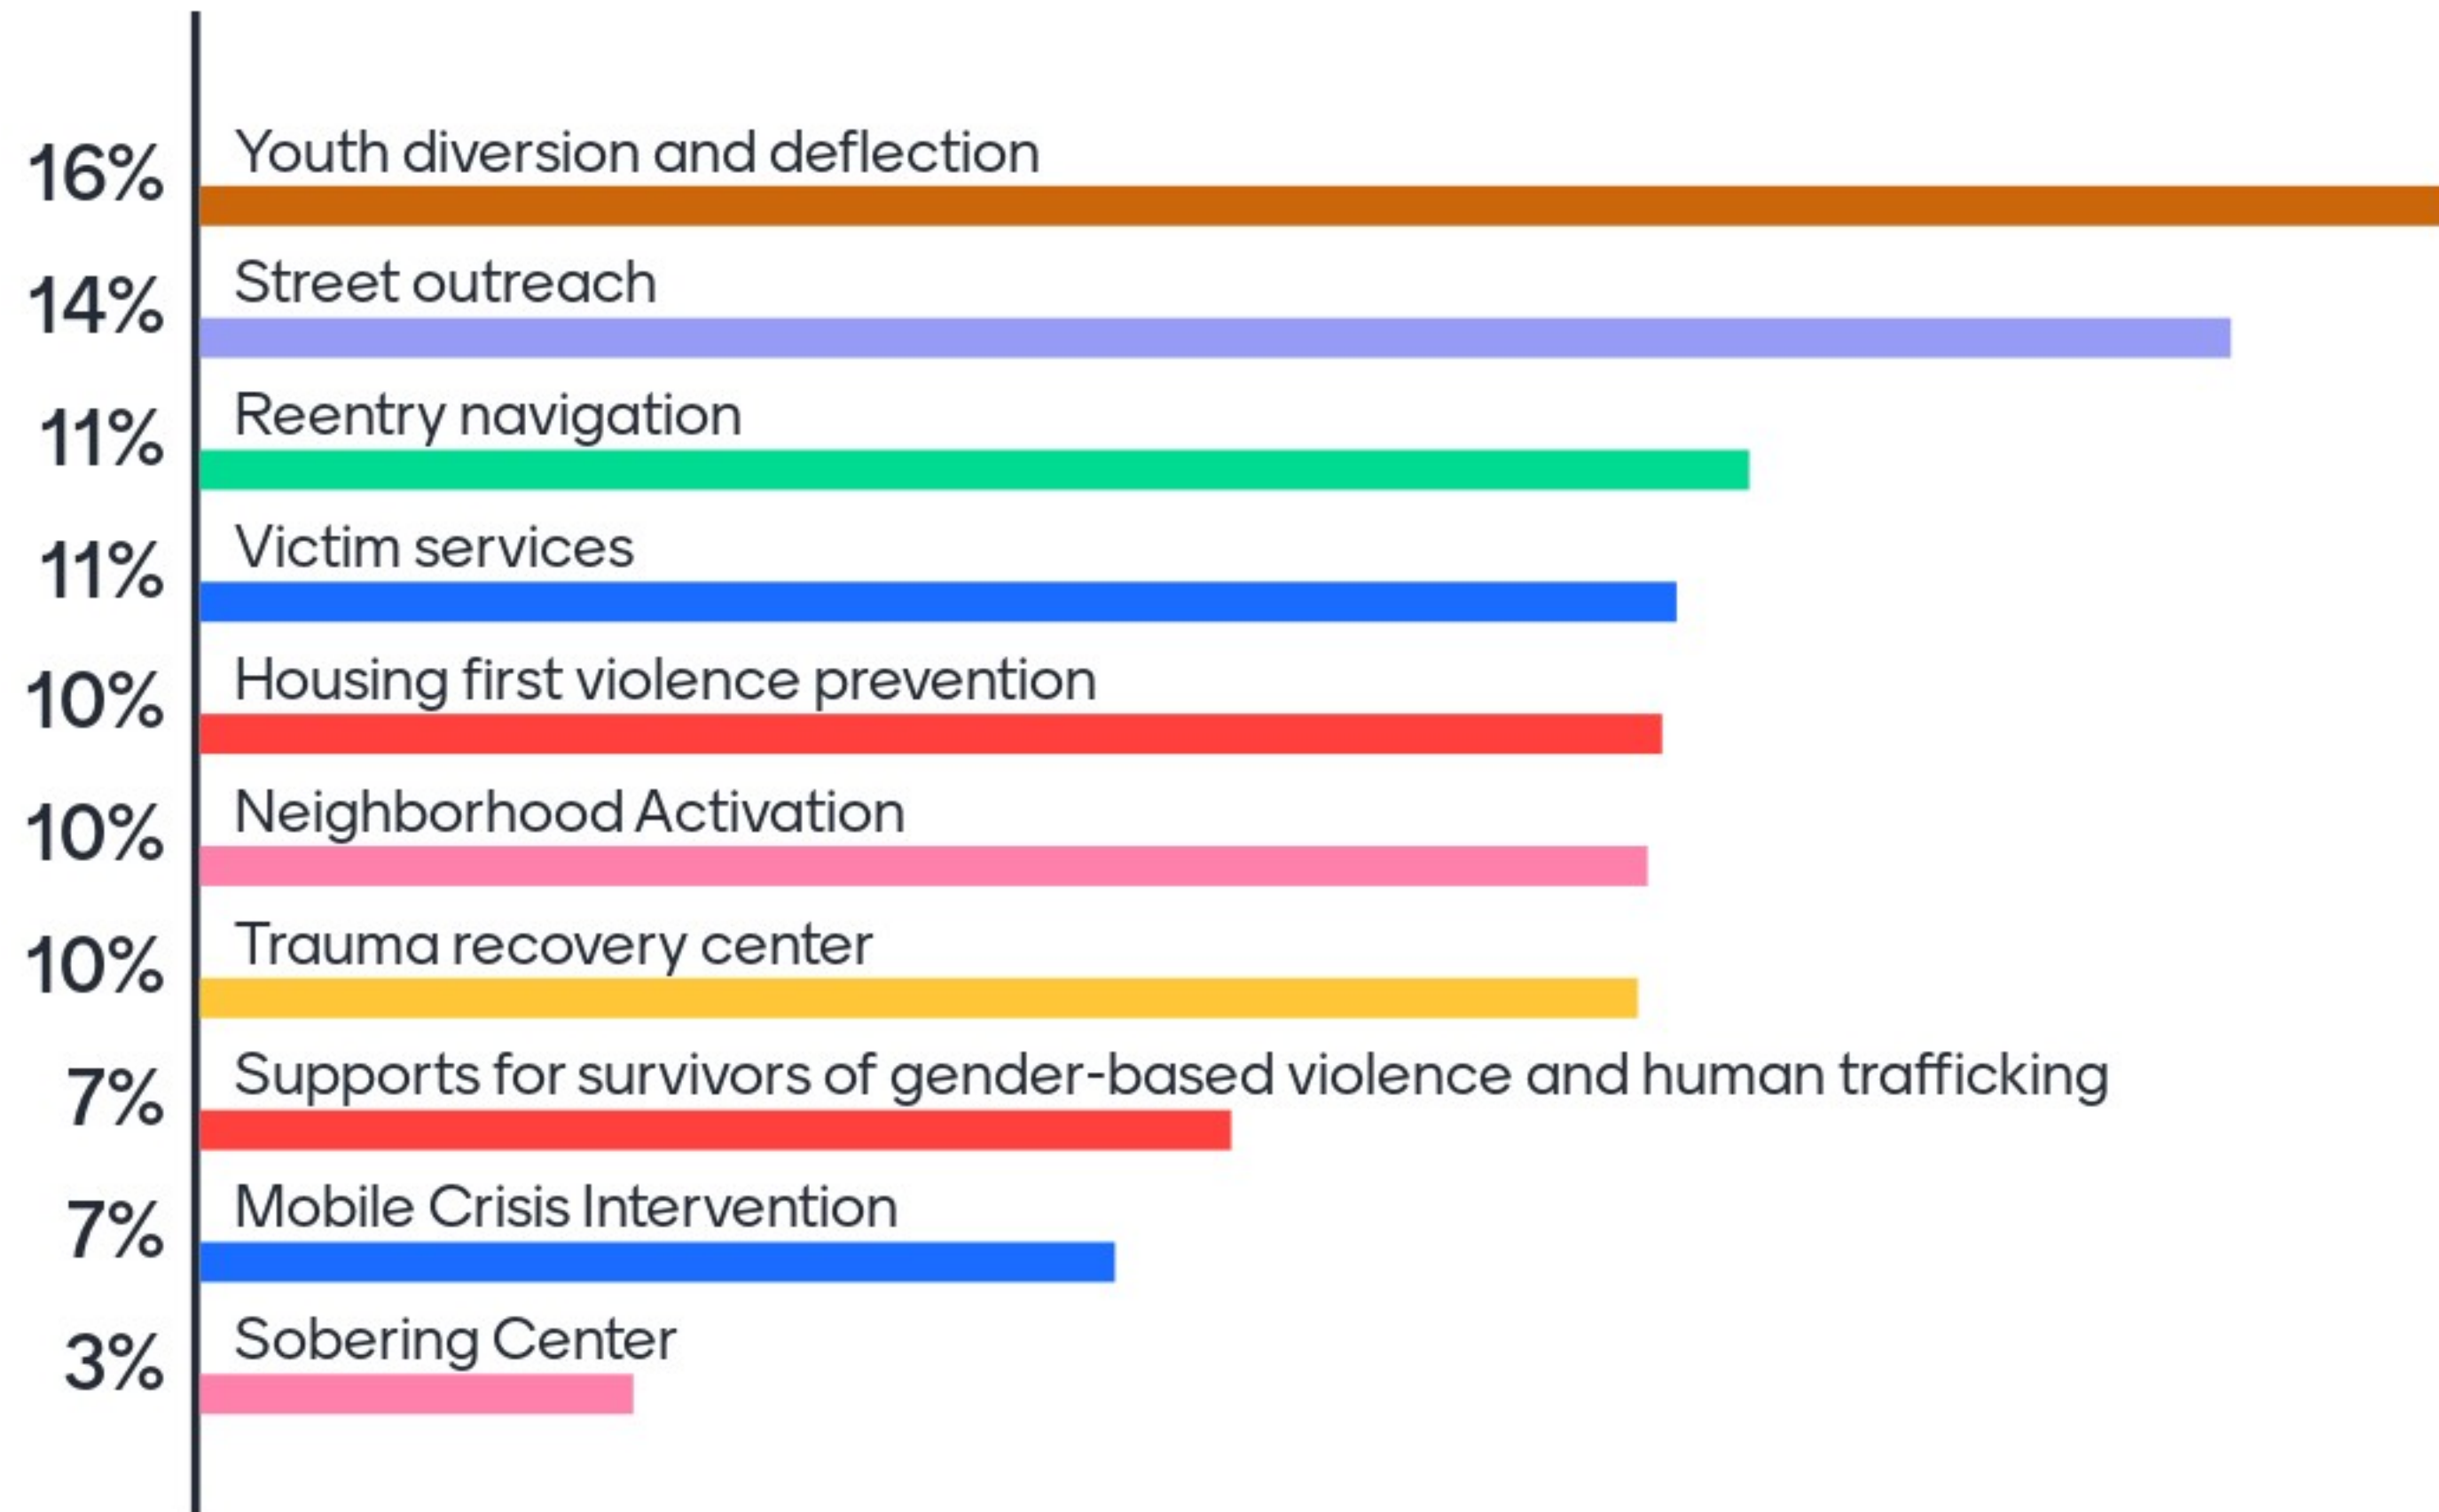 16% Youth diversion and deflection
14% Street outreach
11% Reentry navigation
11% Victim services
10% Housing first violence prevention
10% Neighborhood Activation
10% Trauma recovery center
7% Supports for survivors of gender-based violence and human trafficking
7% Mobile Crisis Intervention
3% Sobering Center